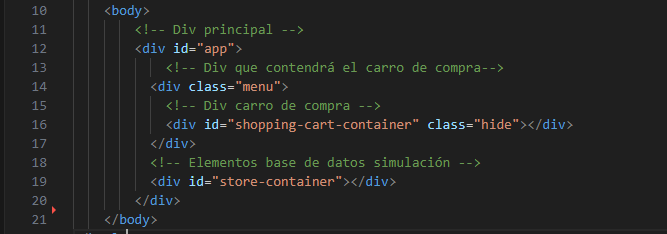 10 <body>
11 <!-- Div principal -->
12 <div id="app">
13 <!-- Div que contendrá el carro de compra-->
14 <div class="menu">
15 <!-- Div carro de compra -->
16 <div id="shopping-cart-container" class="hide"></div>
17 </div>
18 <!-- Elementos base de datos simulación -->
19 <div id="store-container"></div>
20 </div>
21 </body>